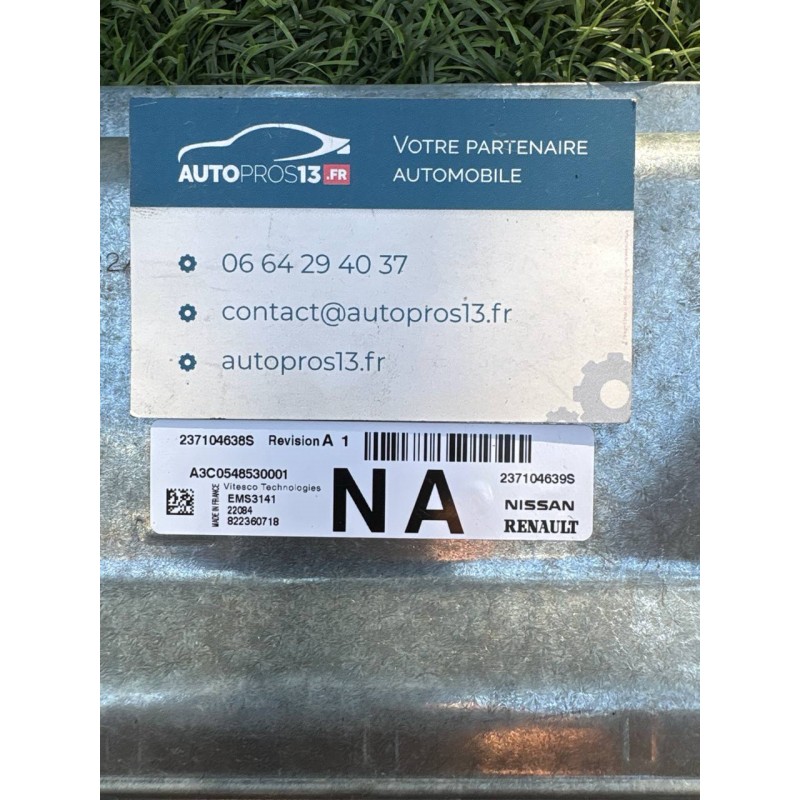 AUTOPROS13.FR
VOTRE PARTENAIRE
AUTOMOBILE
06 64 29 40 37
contact@autopros13.fr
autopros13.fr
237104638S Revision A 1
A3C0548530001
237104639S
MADE IN FRANCE
Vitesco Technologies
EMS3141
22084
822360718
NA
NISSAN
RENAULT